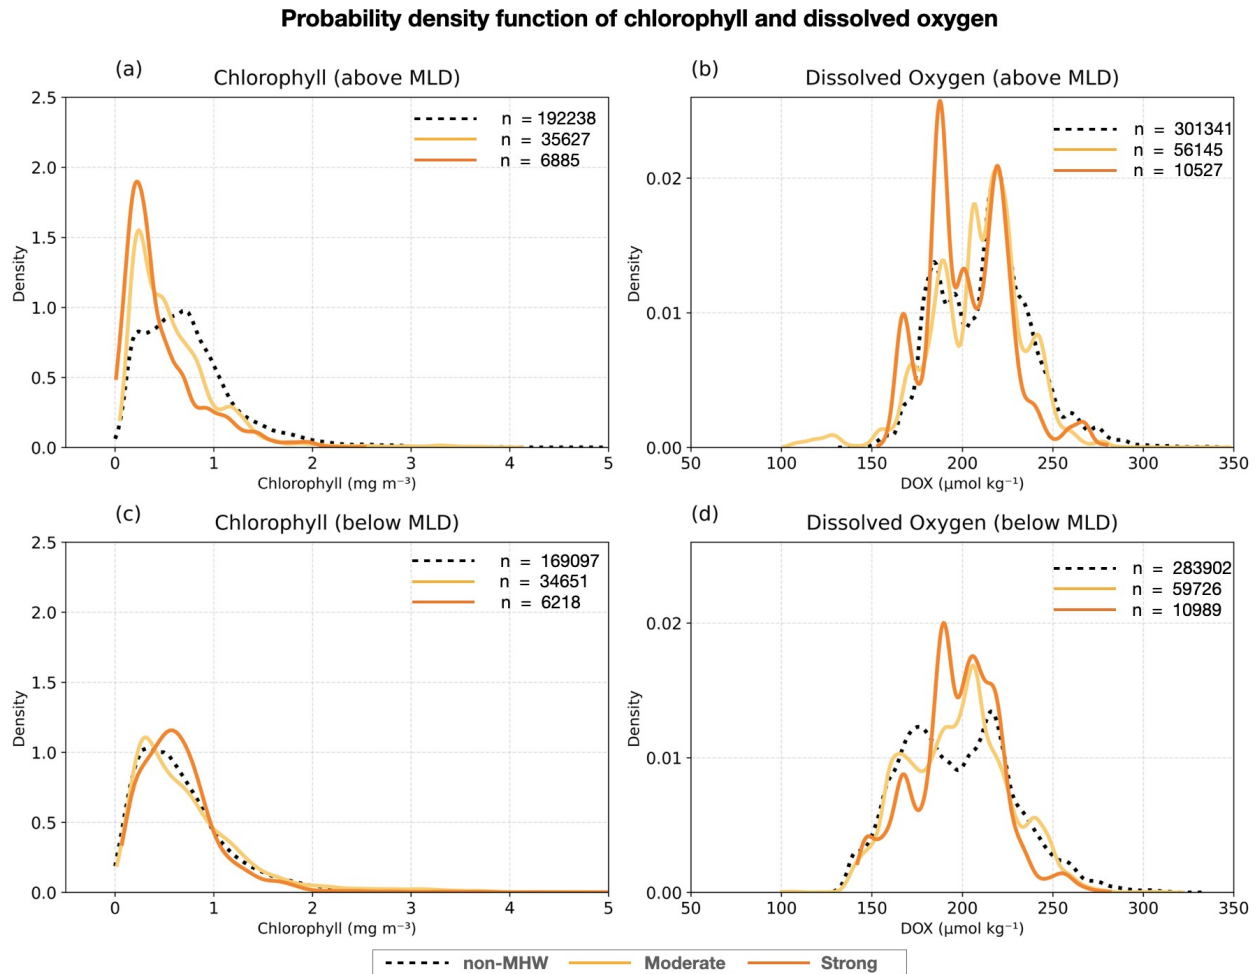 Probability density function of chlorophyll and dissolved oxygen
(a)
Chlorophyll (above MLD)
2.5
2.0
1.5
1.0
0.5
0.0
Density
n = 192238
n = 35627
n = 6885
0 1 2 3 4 5
Chlorophyll (mg m⁻³)
(b)
Dissolved Oxygen (above MLD)
0.02
0.01
0.00
Density
n = 301341
n = 56145
n = 10527
50 100 150 200 250 300 350
DOX (μmol kg⁻¹)
(c)
Chlorophyll (below MLD)
2.5
2.0
1.5
1.0
0.5
0.0
Density
n = 169097
n = 34651
n = 6218
0 1 2 3 4 5
Chlorophyll (mg m⁻³)
(d)
Dissolved Oxygen (below MLD)
0.02
0.01
0.00
Density
n = 283902
n = 59726
n = 10989
50 100 150 200 250 300 350
DOX (μmol kg⁻¹)
non-MHW Moderate Strong